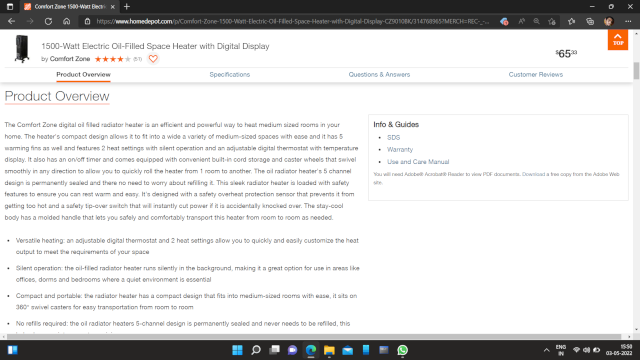 1500-Watt Electric Oil-Filled Sp
https://www.homedepot.com/p/Comfort-Zone-1500-Watt-Electric-Oil-Filled-Space-Heater-with-Digital-Display-CZ9010BK/314768965?MERCH=REC-_-...
1500-Watt Electric Oil-Filled Space Heater with Digital Display
by Comfort Zone (51)
$65.33
TOP
Product Overview Specifications Questions & Answers Customer Reviews
Product Overview
The Comfort Zone digital oil filled radiator heater is an efficient and powerful way to heat medium sized rooms in your
home. The heater's compact design allows it to fit into a wide a variety of medium-sized spaces with ease and it has 5
warming fins as well and features 2 heat settings with silent operation and an adjustable digital thermostat with temperature
display. It also has an on/off timer and comes equipped with convenient built-in cord storage and caster wheels that swivel
smoothly in any direction to allow you to quickly roll the heater from 1 room to another. The oil radiator heater's 5 channel
design is permanently sealed and there no need to worry about refilling it. This sleek radiator heater is loaded with safety
features to ensure you can rest warm and easy. It's designed with a safety overheat protection sensor that prevents it from
getting too hot and a safety tip-over switch that will instantly cut power if it is accidentally knocked over. The stay-cool
body has a molded handle that lets you safely and comfortably transport this heater from room to room as needed.
• Versatile heating: an adjustable digital thermostat and 2 heat settings allow you to quickly and easily customize the heat
output to meet the requirements of your space
• Silent operation: the oil-filled radiator heater runs silently in the background, making it a great option for use in areas like
offices, dorms and bedrooms where a quiet environment is essential
• Compact and portable: the radiator heater has a compact design that fits into medium-sized rooms with ease, it sits on
360° swivel casters for easy transportation from room to room
• No refills required: the oil radiator heaters 5-channel design is permanently sealed and never needs to be refilled, this
Info & Guides
• SDS
• Warranty
• Use and Care Manual
You will need Adobe® Acrobat® Reader to view PDF documents. Download a free copy from the Adobe Web
site.
ENG
IN
15:50
03-05-2022